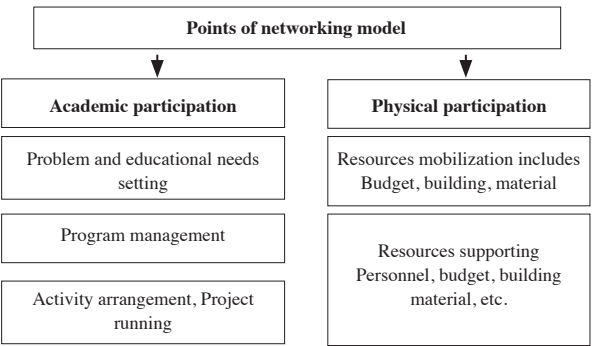 Points of networking model
Academic participation
Problem and educational needs
setting
Program management
Activity arrangement, Project
running
Physical participation
Resources mobilization includes
Budget, building, material
Resources supporting
Personnel, budget, building
material, etc.